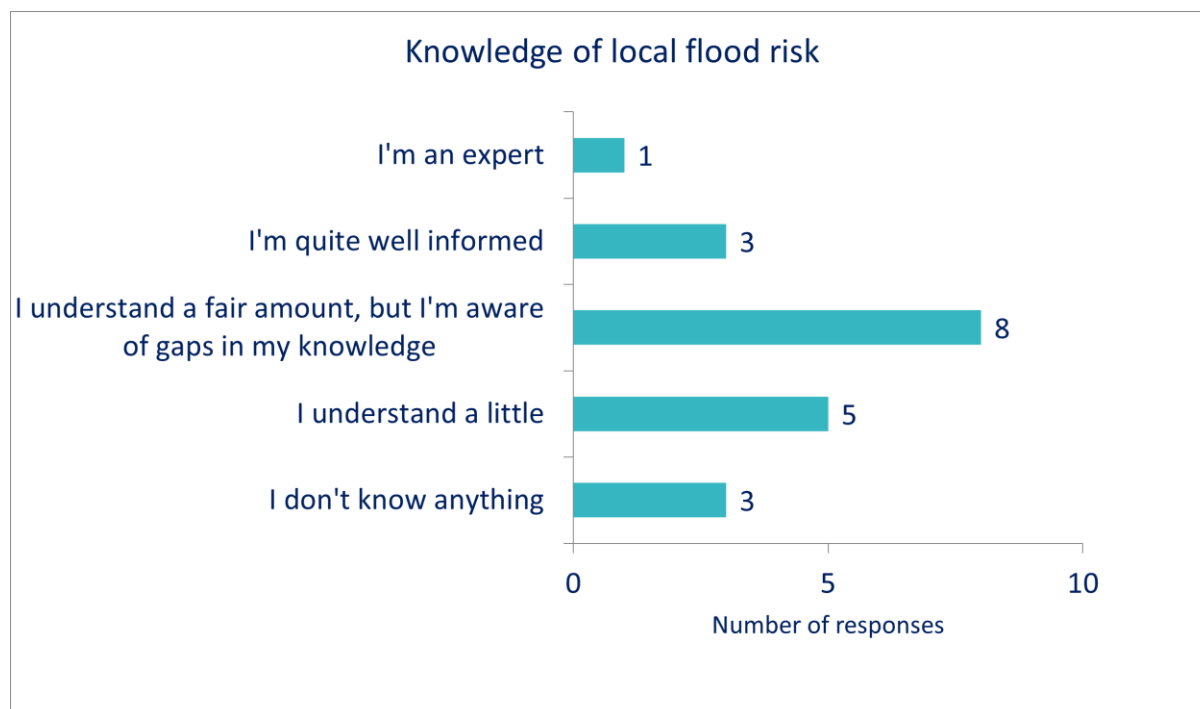 Knowledge of local flood risk
I'm an expert
1
I'm quite well informed
3
I understand a fair amount, but I'm aware
of gaps in my knowledge
8
I understand a little
5
I don't know anything
3
0
5
10
Number of responses